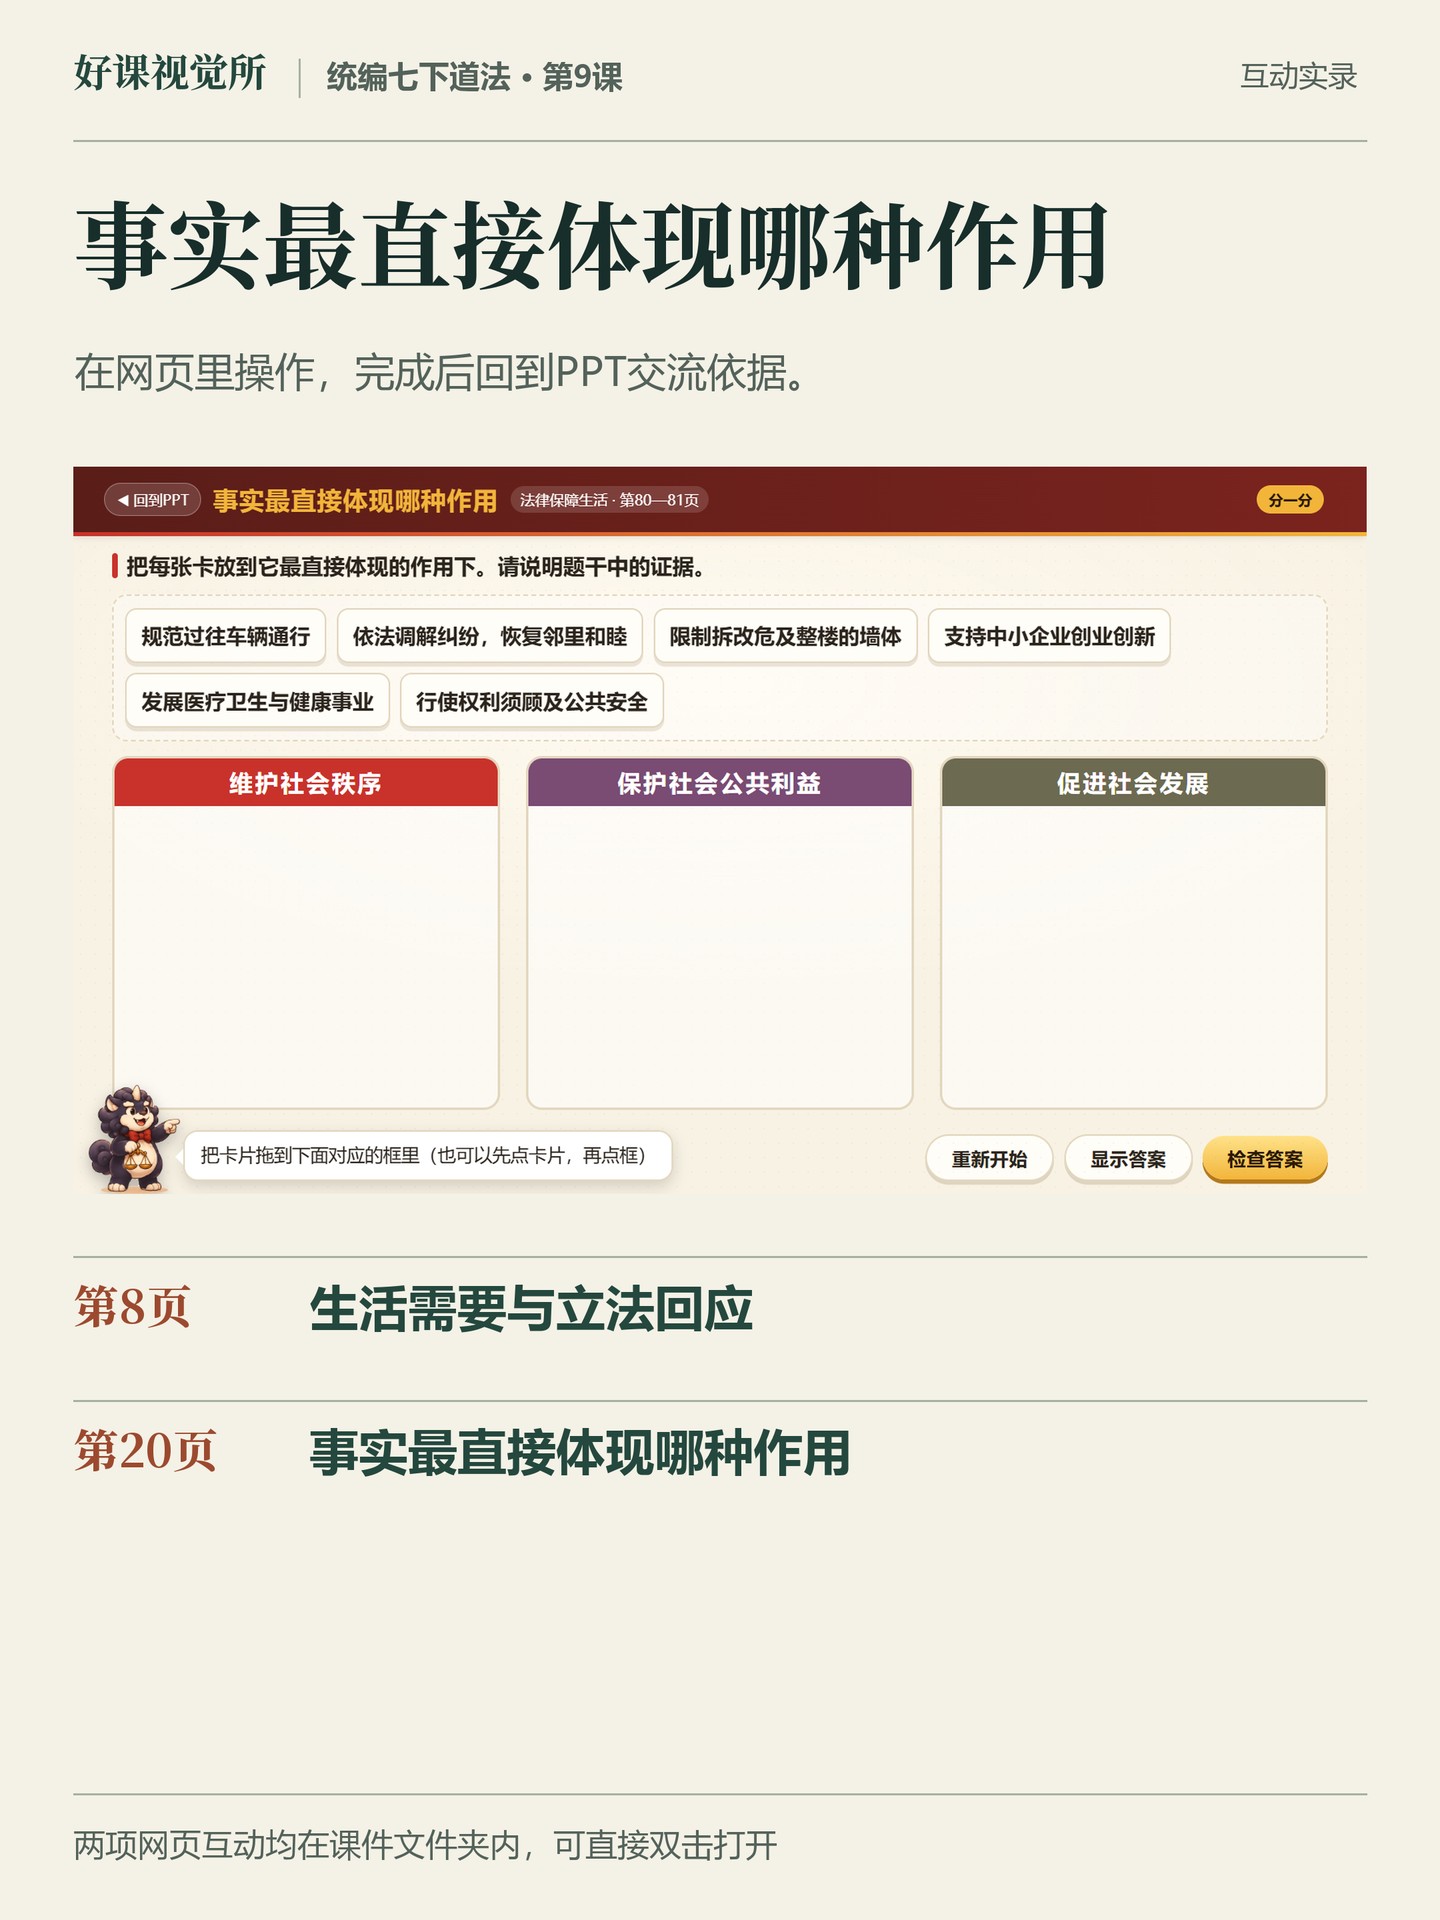 好课视觉所
统编七下道法 · 第9课
互动实录
事实最直接体现哪种作用
在网页里操作，完成后回到PPT交流依据。
◀ 回到PPT
事实最直接体现哪种作用
法律保障生活 · 第80—81页
分一分
把每张卡放到它最直接体现的作用下。请说明题干中的证据。
规范过往车辆通行
依法调解纠纷，恢复邻里和睦
限制拆改危及整楼的墙体
支持中小企业创业创新
发展医疗卫生与健康事业
行使权利须顾及公共安全
维护社会秩序
保护社会公共利益
促进社会发展
把卡片拖到下面对应的框里（也可以先点卡片，再点框）
重新开始
显示答案
检查答案
第8页
生活需要与立法回应
第20页
事实最直接体现哪种作用
两项网页互动均在课件文件夹内，可直接双击打开